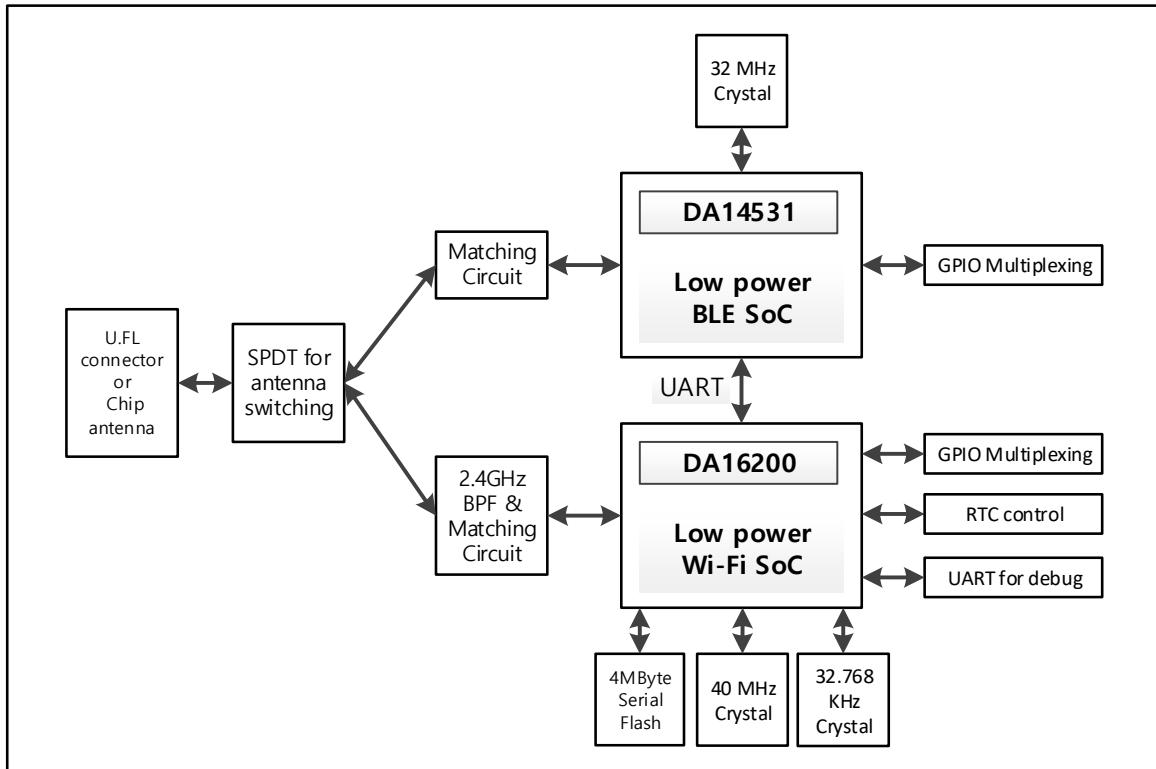 32 MHz
Crystal
DA14531
Low power
BLE SoC
Matching
Circuit
GPIO Multiplexing
U.FL
connector
or
Chip
antenna
SPDT for
antenna
switching
UART
DA16200
Low power
Wi-Fi SoC
2.4GHz
BPF &
Matching
Circuit
GPIO Multiplexing
RTC control
UART for debug
4MByte
Serial
Flash
40 MHz
Crystal
32.768
KHz
Crystal